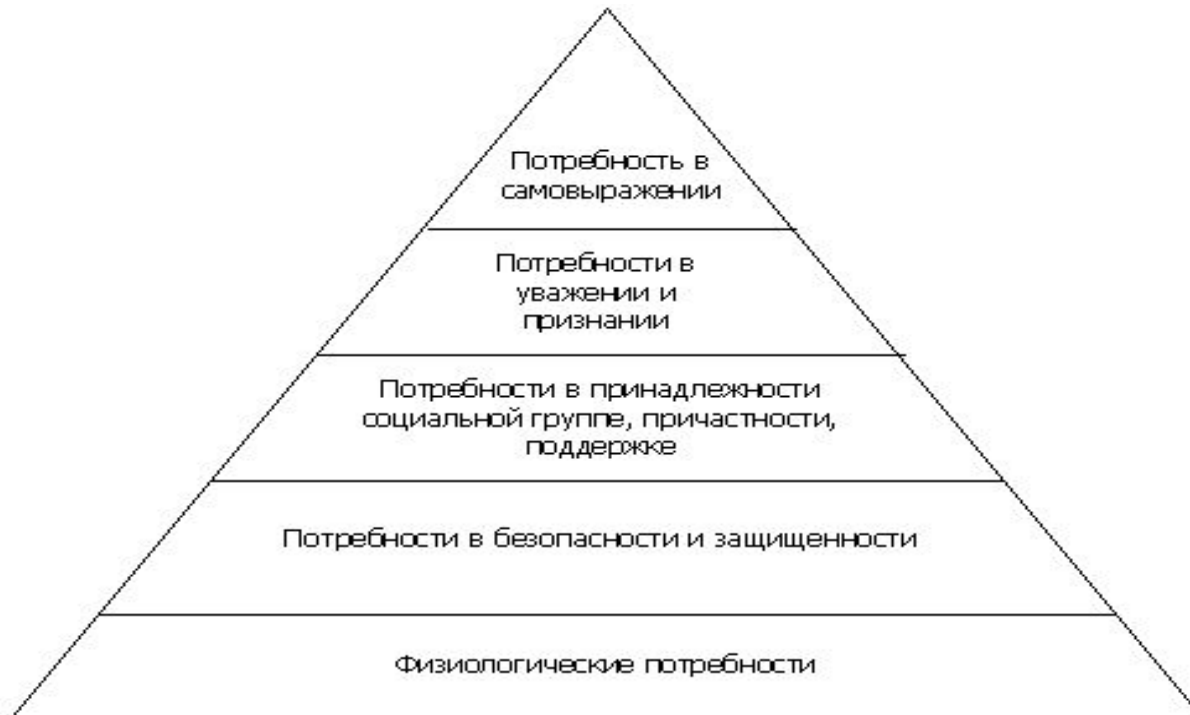 Потребность в
самовыражении
Потребности в
уважении и
признании
Потребности в принадлежности
социальной группе, причастности,
поддержке
Потребности в безопасности и защищенности
Физиологические потребности